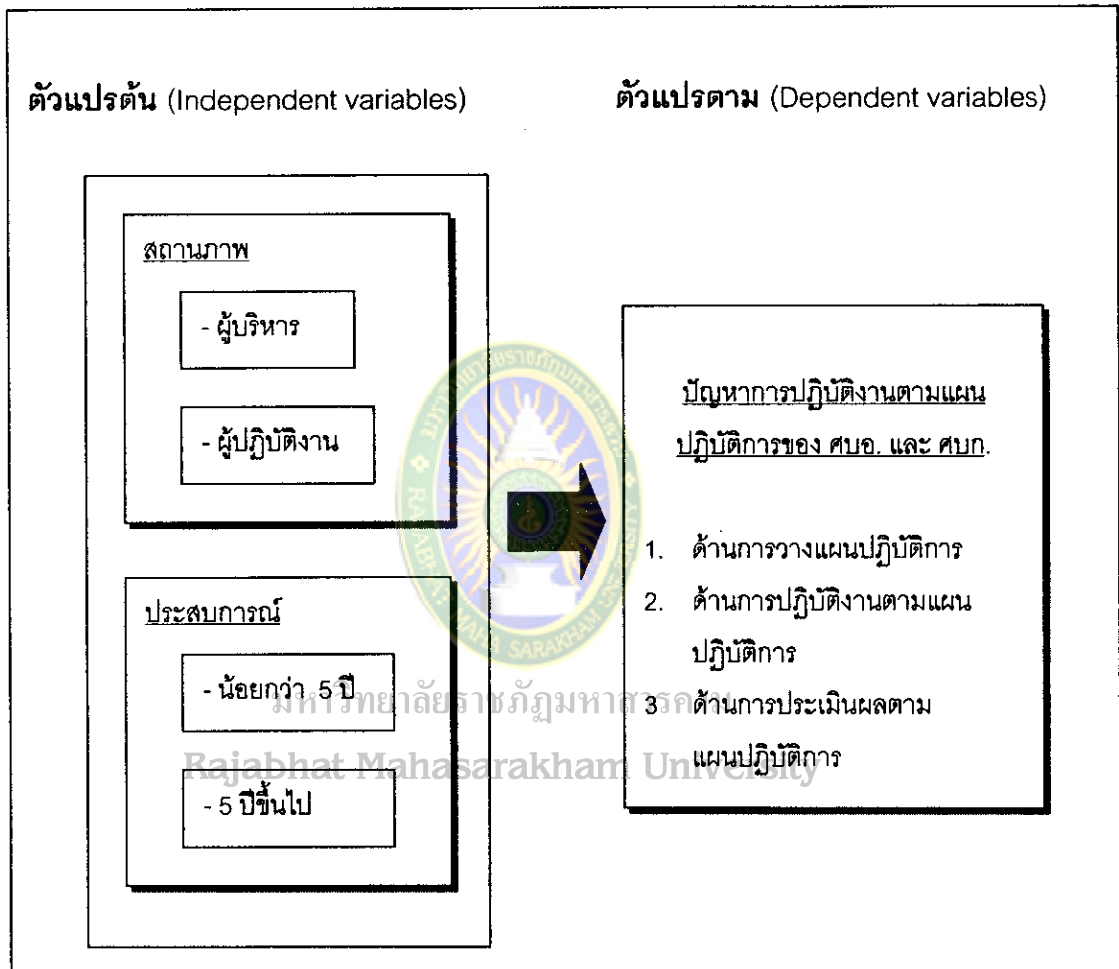 ตัวแปรต้น (Independent variables)
ตัวแปรตาม (Dependent variables)
สถานภาพ
- ผู้บริหาร
- ผู้ปฏิบัติงาน
ประสบการณ์
- น้อยกว่า 5 ปี
- 5 ปีขึ้นไป
ปัญหาการปฏิบัติงานตามแผน
ปฏิบัติการของ ศบอ. และ ศบก.
1. ด้านการวางแผนปฏิบัติการ
2. ด้านการปฏิบัติงานตามแผน
ปฏิบัติการ
3 ด้านการประเมินผลตาม
แผนปฏิบัติการ
มหาวิทยาลัยราชภัฏมหาสารคาม
Rajabhat Mahasarakham University